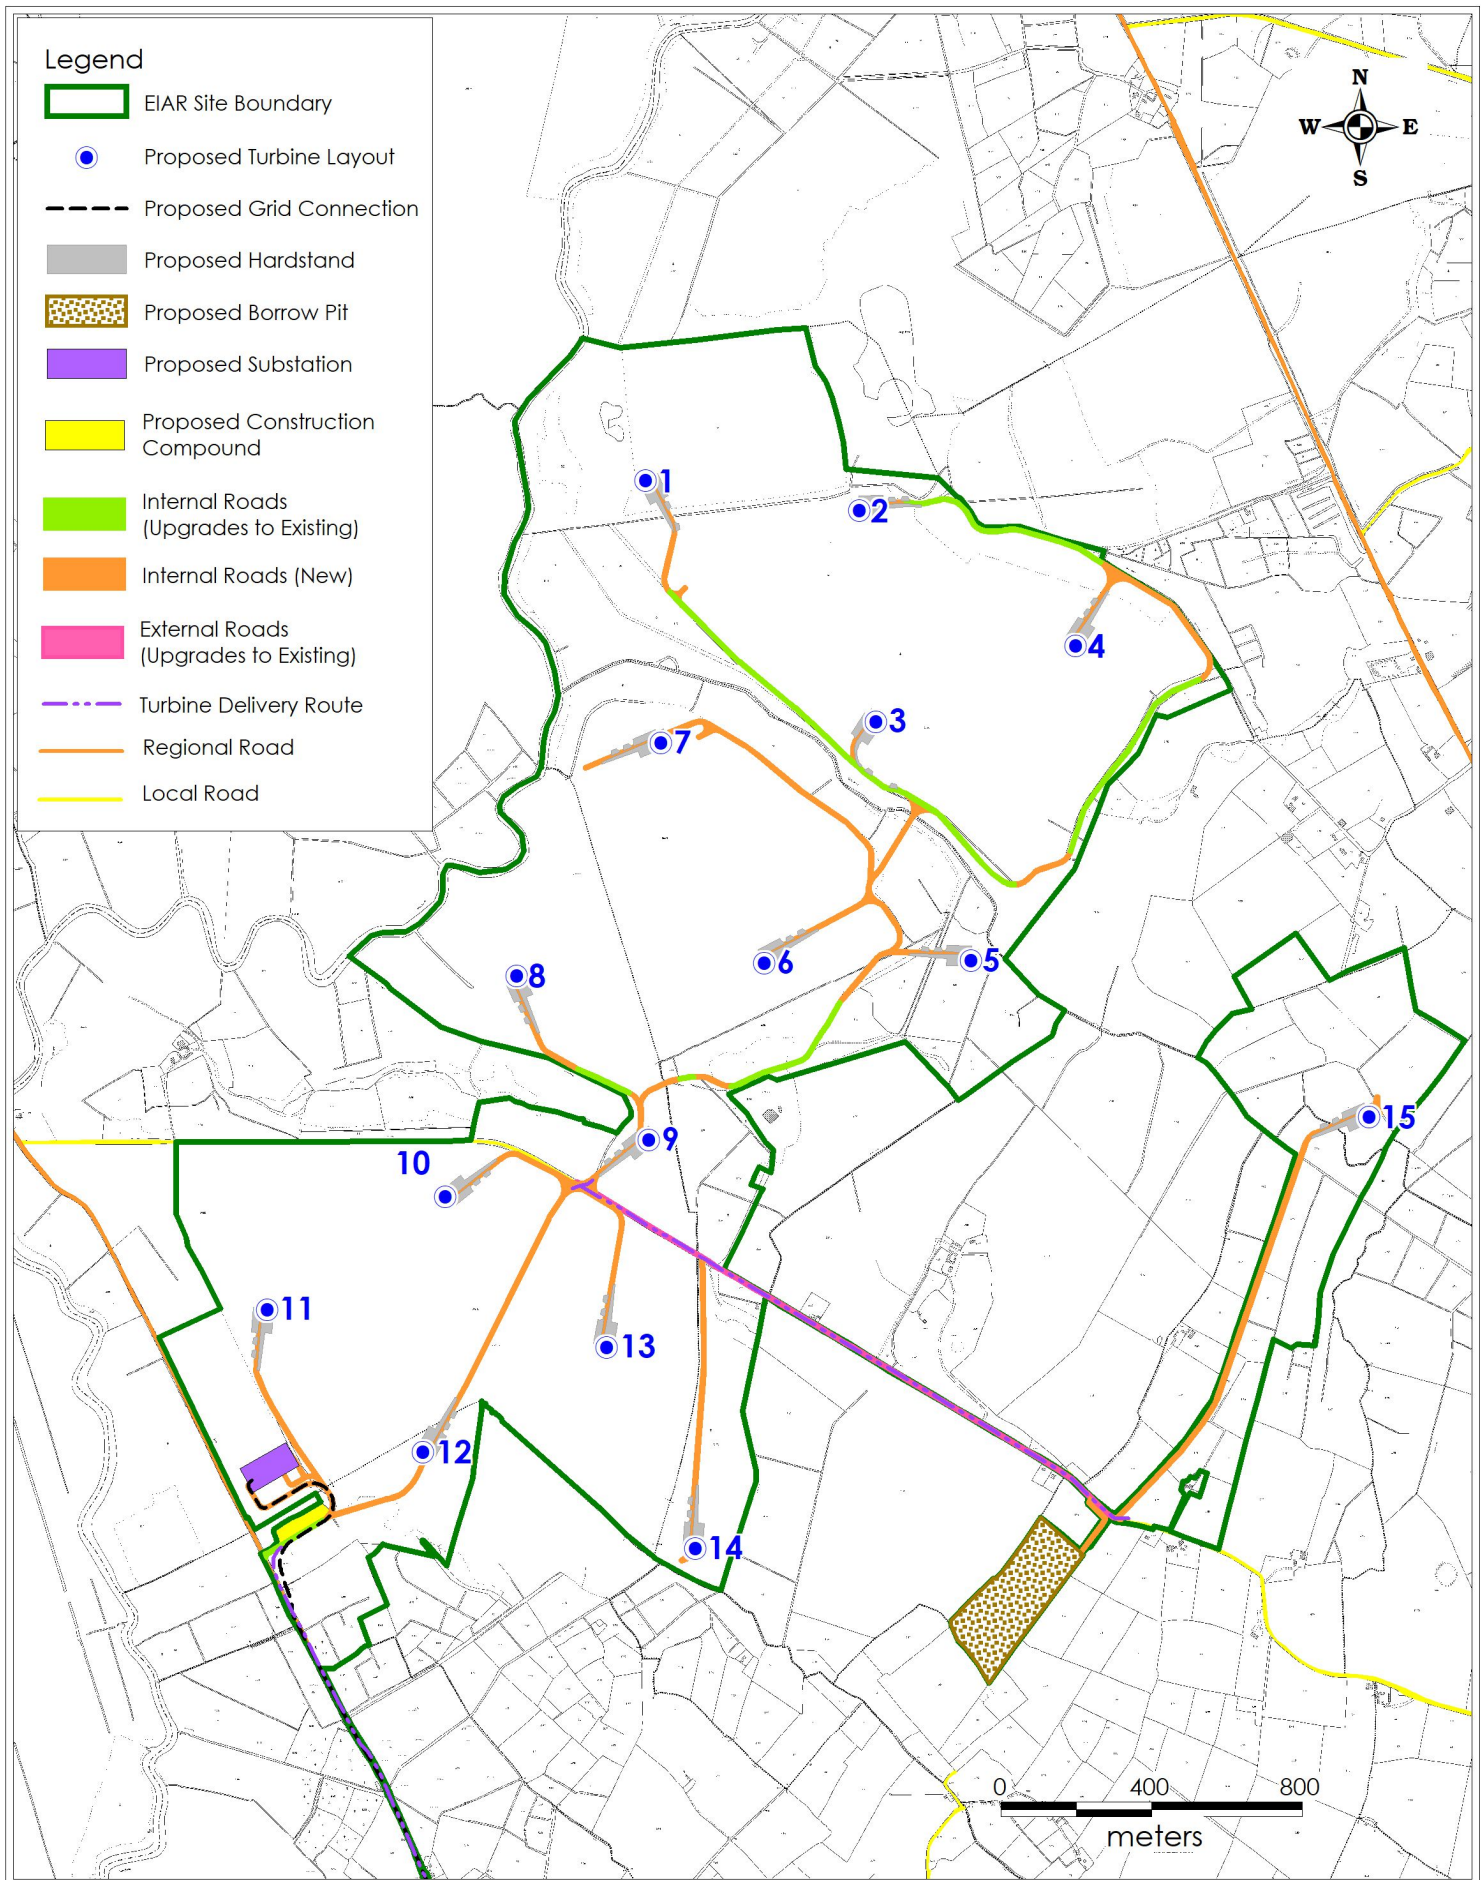 Legend
EIAR Site Boundary
Proposed Turbine Layout
Proposed Grid Connection
Proposed Hardstand
Proposed Borrow Pit
Proposed Substation
Proposed Construction
Compound
Internal Roads
(Upgrades to Existing)
Internal Roads (New)
External Roads
(Upgrades to Existing)
Turbine Delivery Route
Regional Road
Local Road
N
W E
S
1
2
4
3
7
6
5
8
15
9
10
11
13
12
14
0 400 800
meters